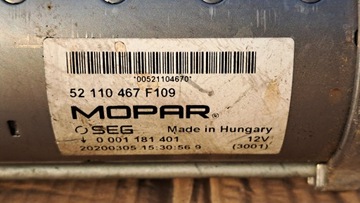 *00521104670*
52 110 467 F109
MOPAR
SEG Made in Hungary
0 001 181 401 12V
20200305 15:30:56 9 (3001)